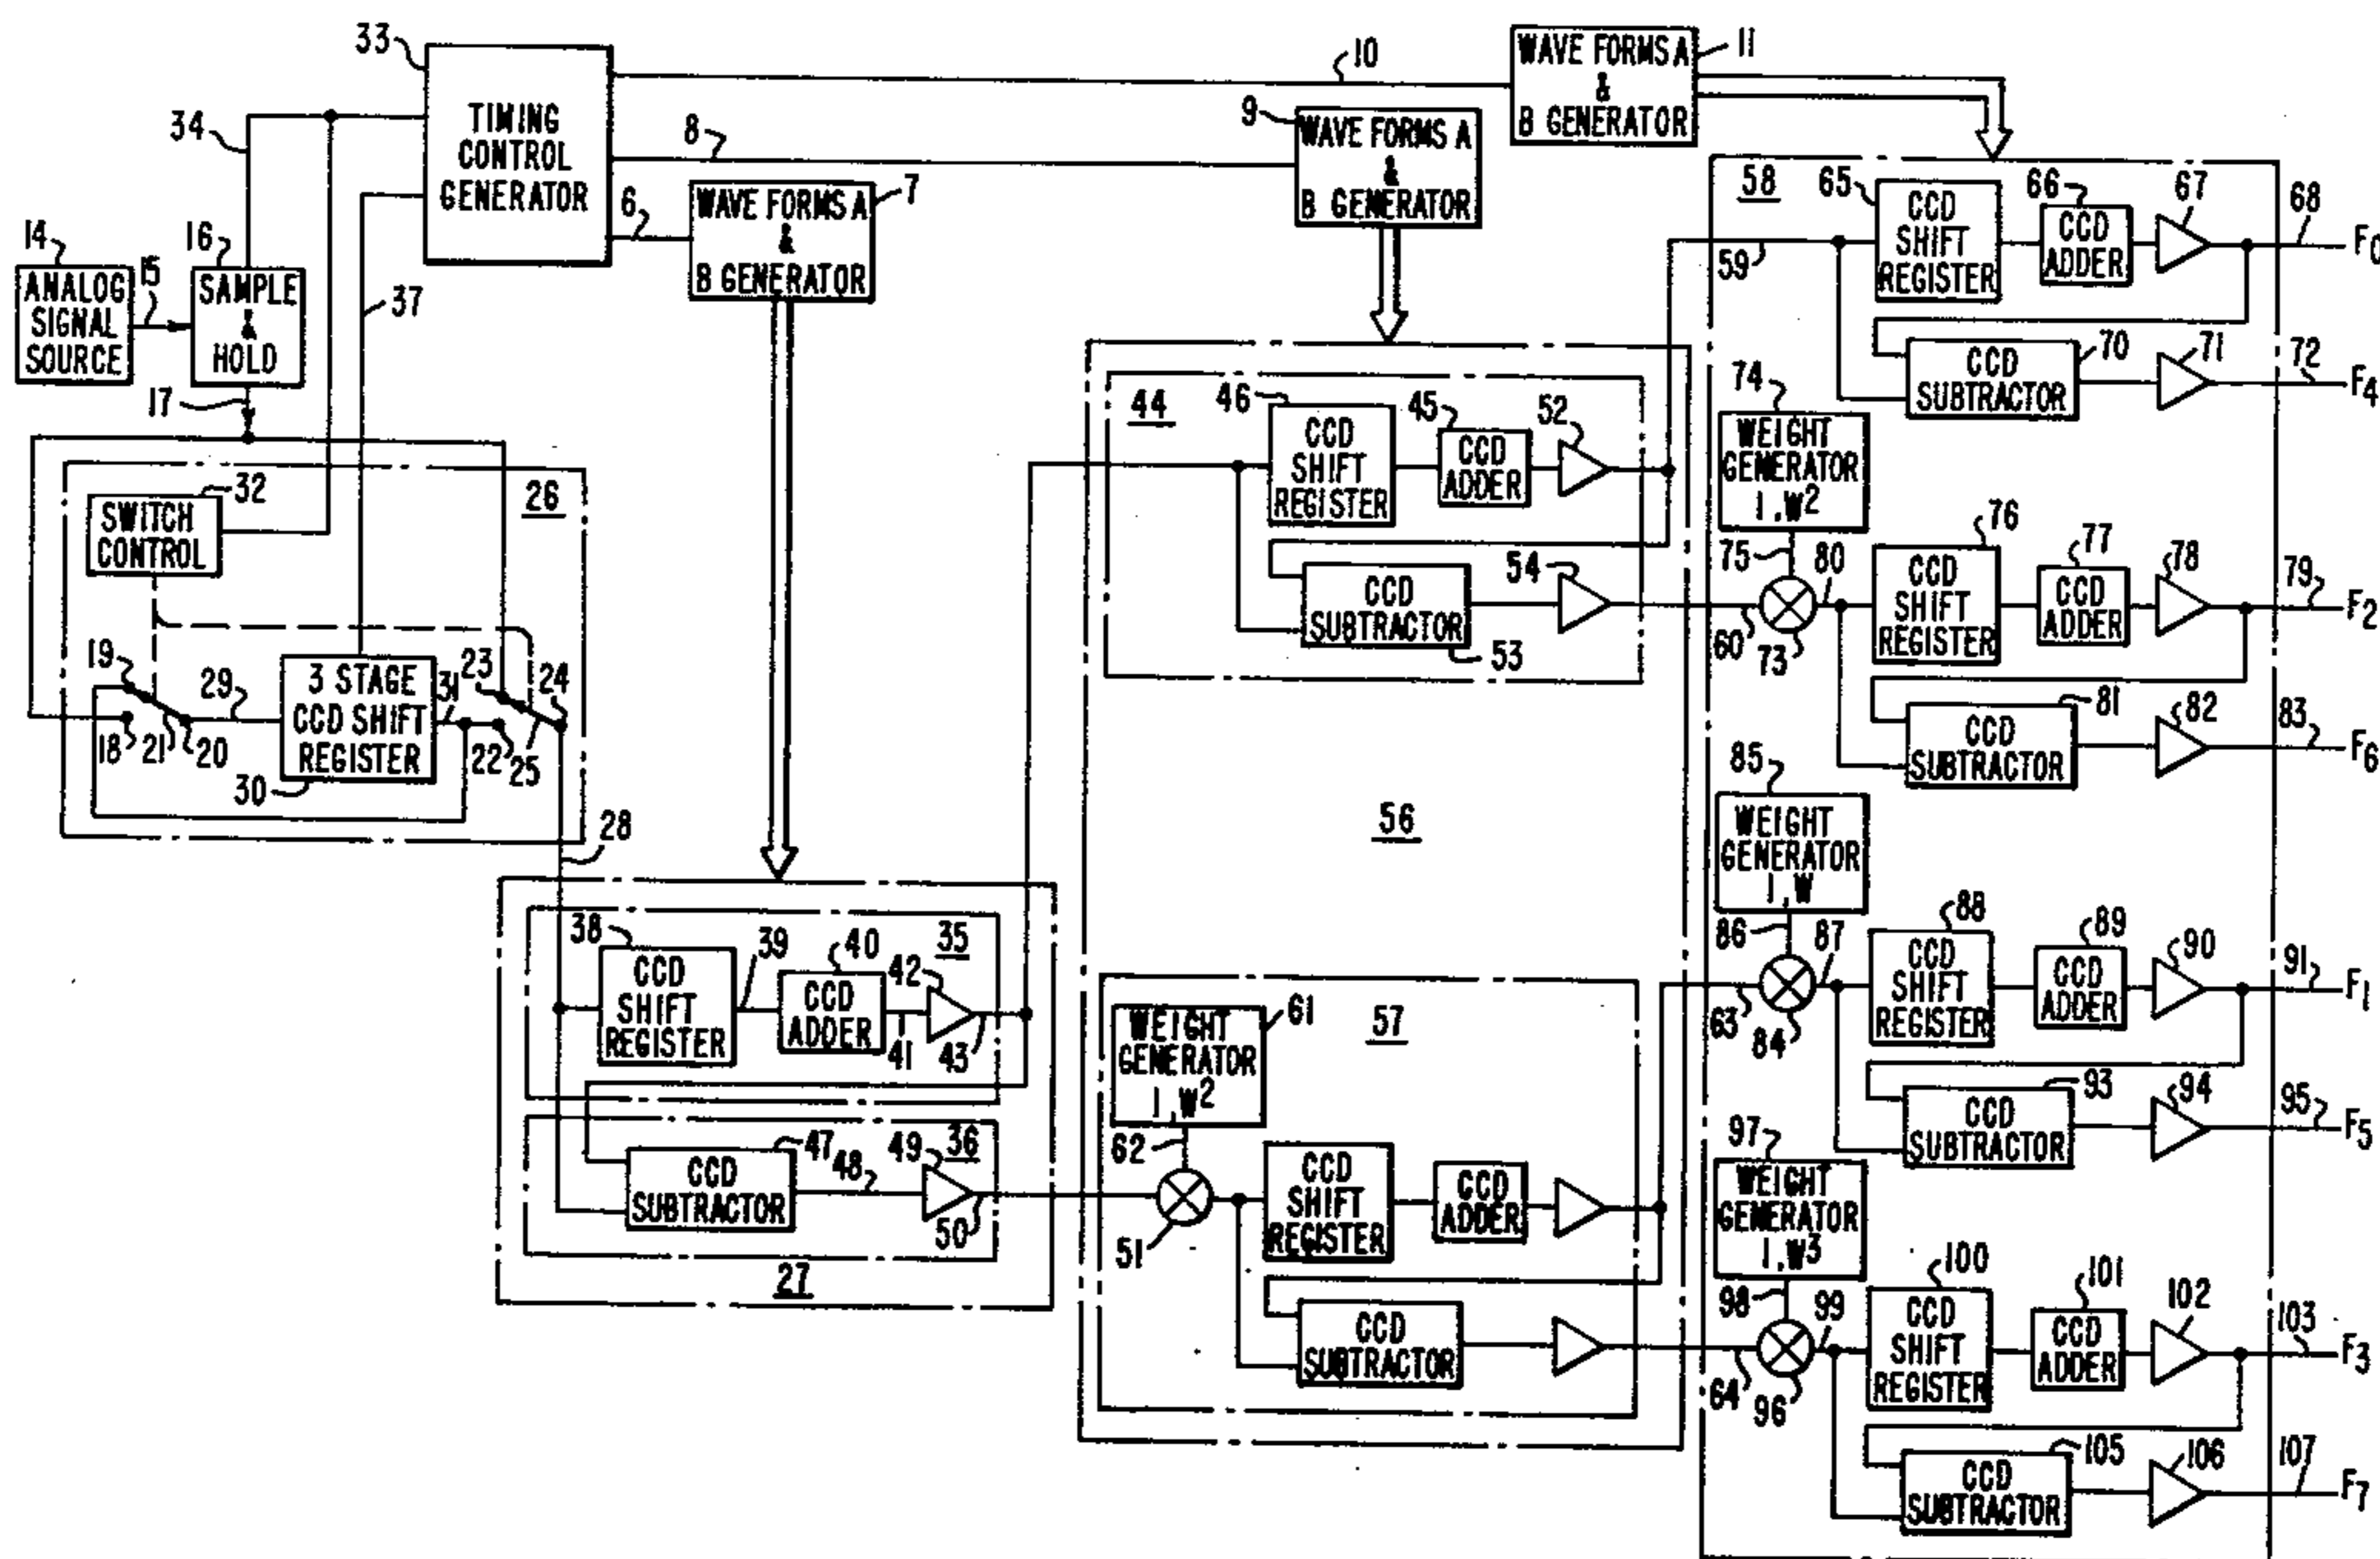 33
TIMING
CONTROL
GENERATOR
34
10
WAVE FORMS A
&
B GENERATOR
11
8
9
WAVE FORMS A
&
B GENERATOR
6
WAVE FORMS A
&
B GENERATOR
7
14
ANALOG
SIGNAL
SOURCE
15
16
SAMPLE
&
HOLD
17
37
26
32
SWITCH
CONTROL
19
18
21
20
29
3 STAGE
CCD SHIFT
REGISTER
30
31
23
22
24
25
28
27
35
38
CCD
SHIFT
REGISTER
39
40
CCD
ADDER
41
42
43
36
47
CCD
SUBTRACTOR
48
49
50
56
44
46
CCD
SHIFT
REGISTER
45
CCD
ADDER
52
CCD
SUBTRACTOR
53
54
57
WEIGHT
GENERATOR
1,W2
61
62
51
CCD
SHIFT
REGISTER
CCD
ADDER
CCD
SUBTRACTOR
58
59
65
CCD
SHIFT
REGISTER
66
CCD
ADDER
67
68
F0
CCD
SUBTRACTOR
70
71
72
F4
74
WEIGHT
GENERATOR
1,W2
75
60
73
80
76
CCD
SHIFT
REGISTER
77
CCD
ADDER
78
79
F2
81
CCD
SUBTRACTOR
82
83
F6
85
WEIGHT
GENERATOR
1,W
86
63
84
87
88
CCD
SHIFT
REGISTER
89
CCD
ADDER
90
91
F1
93
CCD
SUBTRACTOR
94
95
F5
97
WEIGHT
GENERATOR
1,W3
98
64
96
99
100
CCD
SHIFT
REGISTER
101
CCD
ADDER
102
103
F3
105
CCD
SUBTRACTOR
106
107
F7